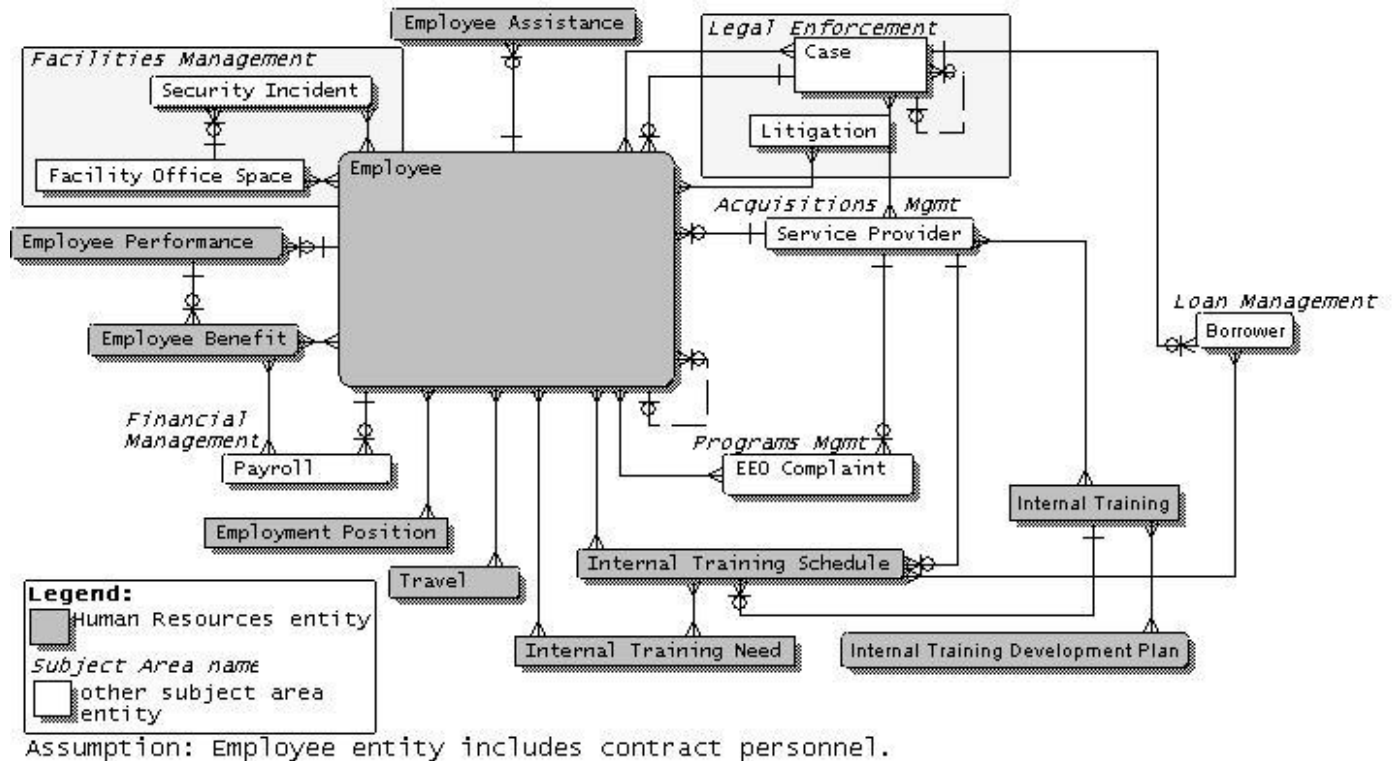 Employee Assistance
Legal Enforcement
Case
Facilities Management
Security Incident
Litigation
Facility Office Space
Employee
Acquisitions Mgmt
Service Provider
Employee Performance
Loan Management
Borrower
Employee Benefit
Financial
Management
Payroll
Programs Mgmt
EEO Complaint
Internal Training
Employment Position
Internal Training Schedule
Travel
Internal Training Need
Internal Training Development Plan
Legend:
Human Resources entity
Subject Area name
other subject area
entity
Assumption: Employee entity includes contract personnel.